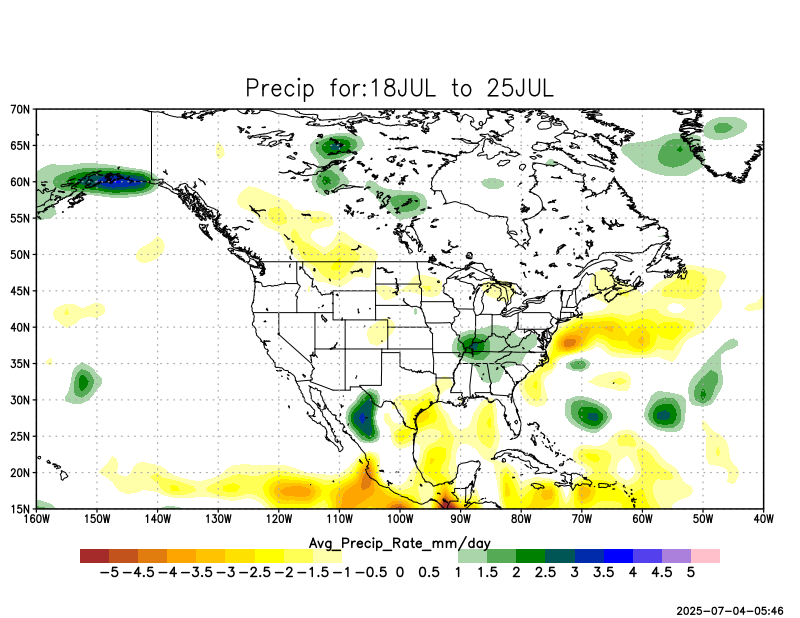 Precip for:18JUL to 25JUL
70N
65N
60N
55N
50N
45N
40N
35N
30N
25N
20N
15N
160W 150W 140W 130W 120W 110W 100W 90W 80W 70W 60W 50W 40W
Avg_Precip_Rate_mm/day
-5 -4.5 -4 -3.5 -3 -2.5 -2 -1.5 -1 -0.5 0 0.5 1 1.5 2 2.5 3 3.5 4 4.5 5
2025-07-04-05:46